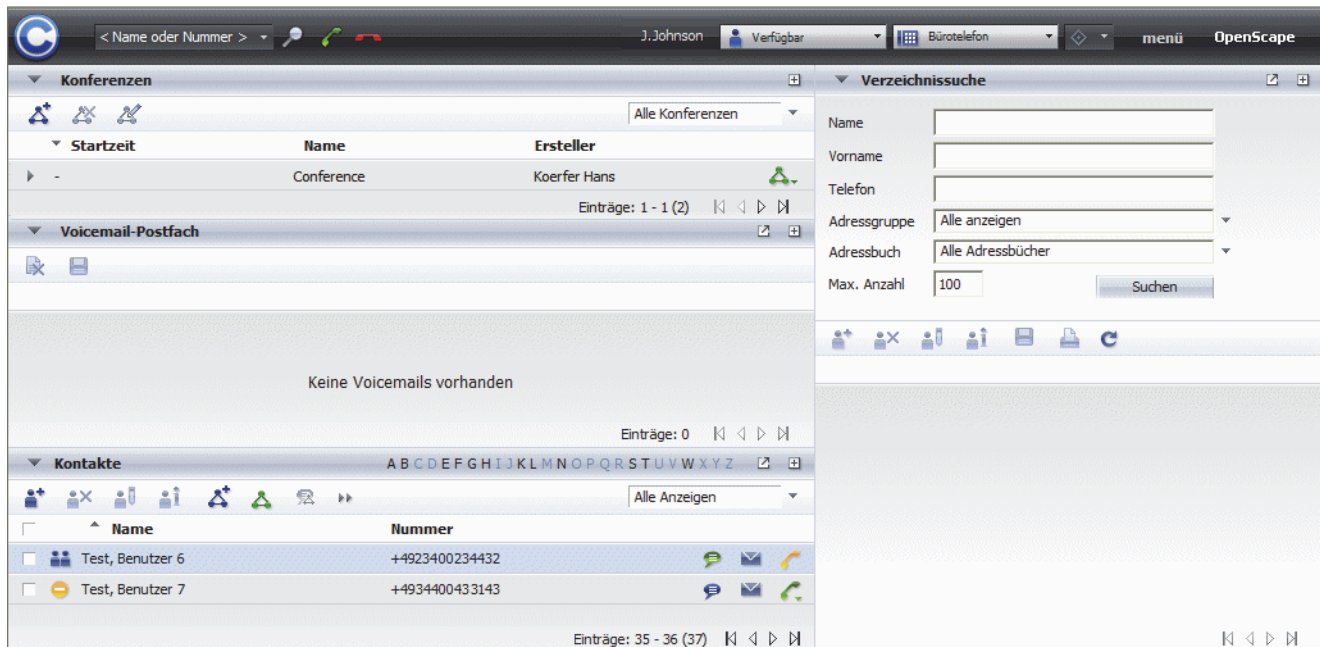 < Name oder Nummer >
J.Johnson
Verfügbar
Bürotelefon
menü
OpenScape
Konferenzen
Alle Konferenzen
Startzeit Name Ersteller
- Conference Koerfer Hans
Einträge: 1 - 1 (2)
Voicemail-Postfach
Keine Voicemails vorhanden
Einträge: 0
Kontakte
A B C D E F G H I J K L M N O P Q R S T U V W X Y Z
Alle Anzeigen
Name Nummer
Test, Benutzer 6 +4923400234432
Test, Benutzer 7 +4934400433143
Einträge: 35 - 36 (37)
Verzeichnissuche
Name
Vorname
Telefon
Adressgruppe Alle anzeigen
Adressbuch Alle Adressbücher
Max. Anzahl 100 Suchen